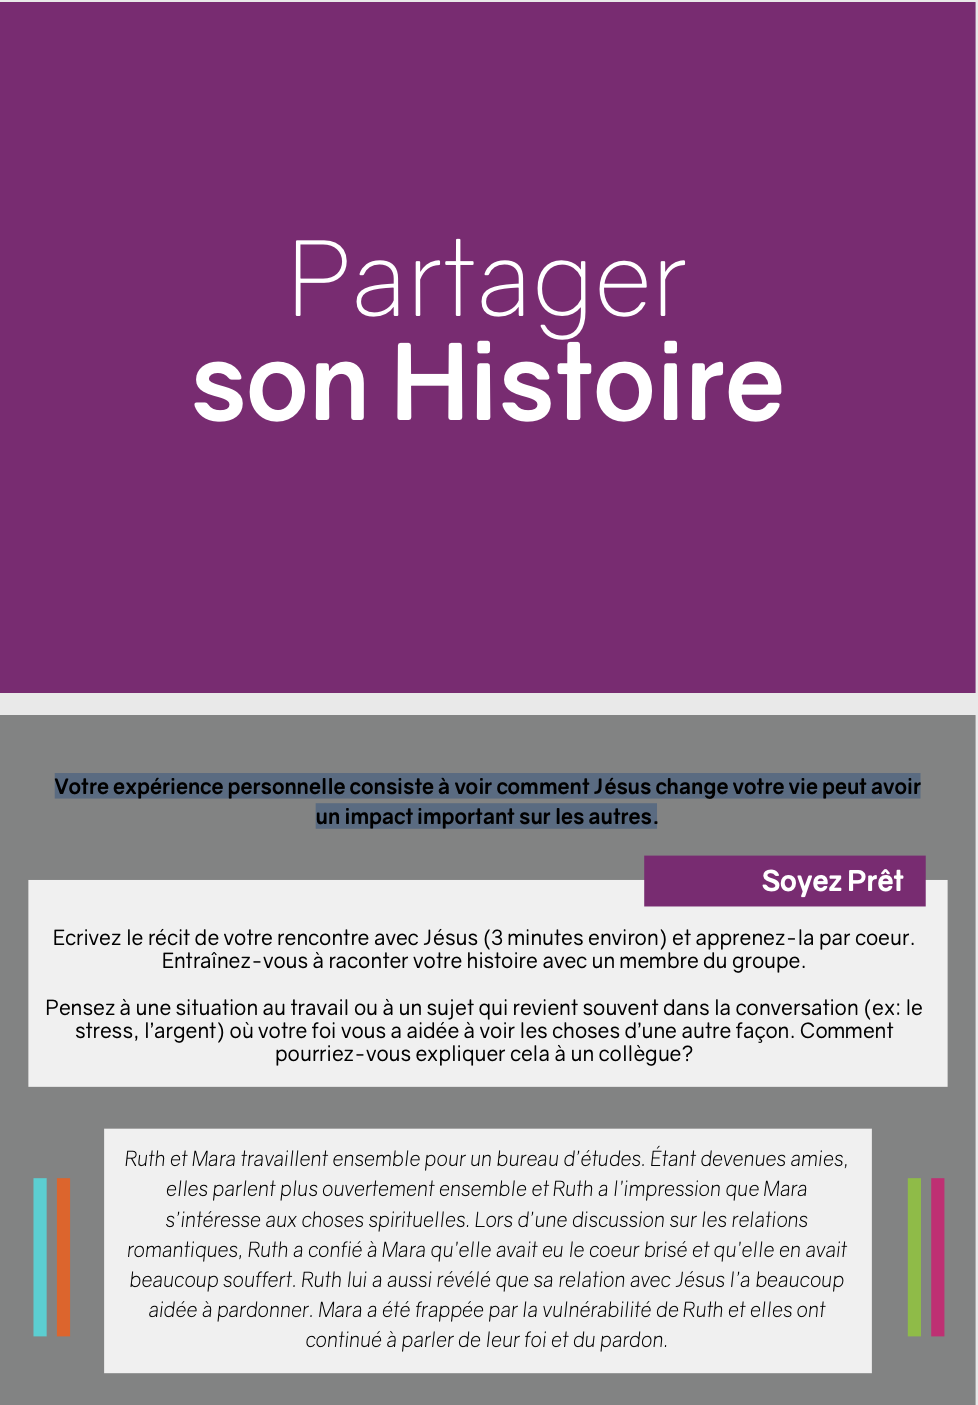 Partager
son Histoire
Votre expérience personnelle consiste à voir comment Jésus change votre vie peut avoir
un impact important sur les autres.
Soyez Prêt
Ecrivez le récit de votre rencontre avec Jésus (3 minutes environ) et apprenez-la par coeur.
Entraînez-vous à raconter votre histoire avec un membre du groupe.
Pensez à une situation au travail ou à un sujet qui revient souvent dans la conversation (ex: le
stress, l'argent) où votre foi vous a aidée à voir les choses d'une autre façon. Comment
pourriez-vous expliquer cela à un collègue?
Ruth et Mara travaillent ensemble pour un bureau d'études. Étant devenues amies,
elles parlent plus ouvertement ensemble et Ruth a l'impression que Mara
s'intéresse aux choses spirituelles. Lors d'une discussion sur les relations
romantiques, Ruth a confié à Mara qu'elle avait eu le coeur brisé et qu'elle en avait
beaucoup souffert. Ruth lui a aussi révélé que sa relation avec Jésus l'a beaucoup
aidée à pardonner. Mara a été frappée par la vulnérabilité de Ruth et elles ont
continué à parler de leur foi et du pardon.